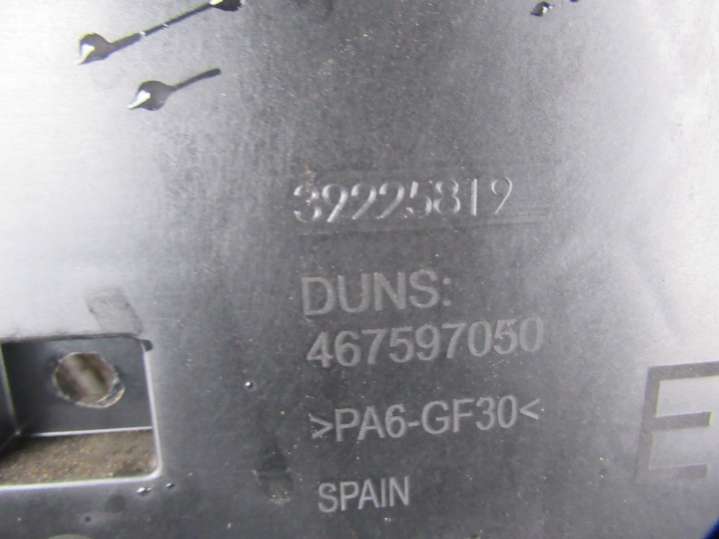 39225819
DUNS:
467597050
>PA6-GF30<
E
SPAIN